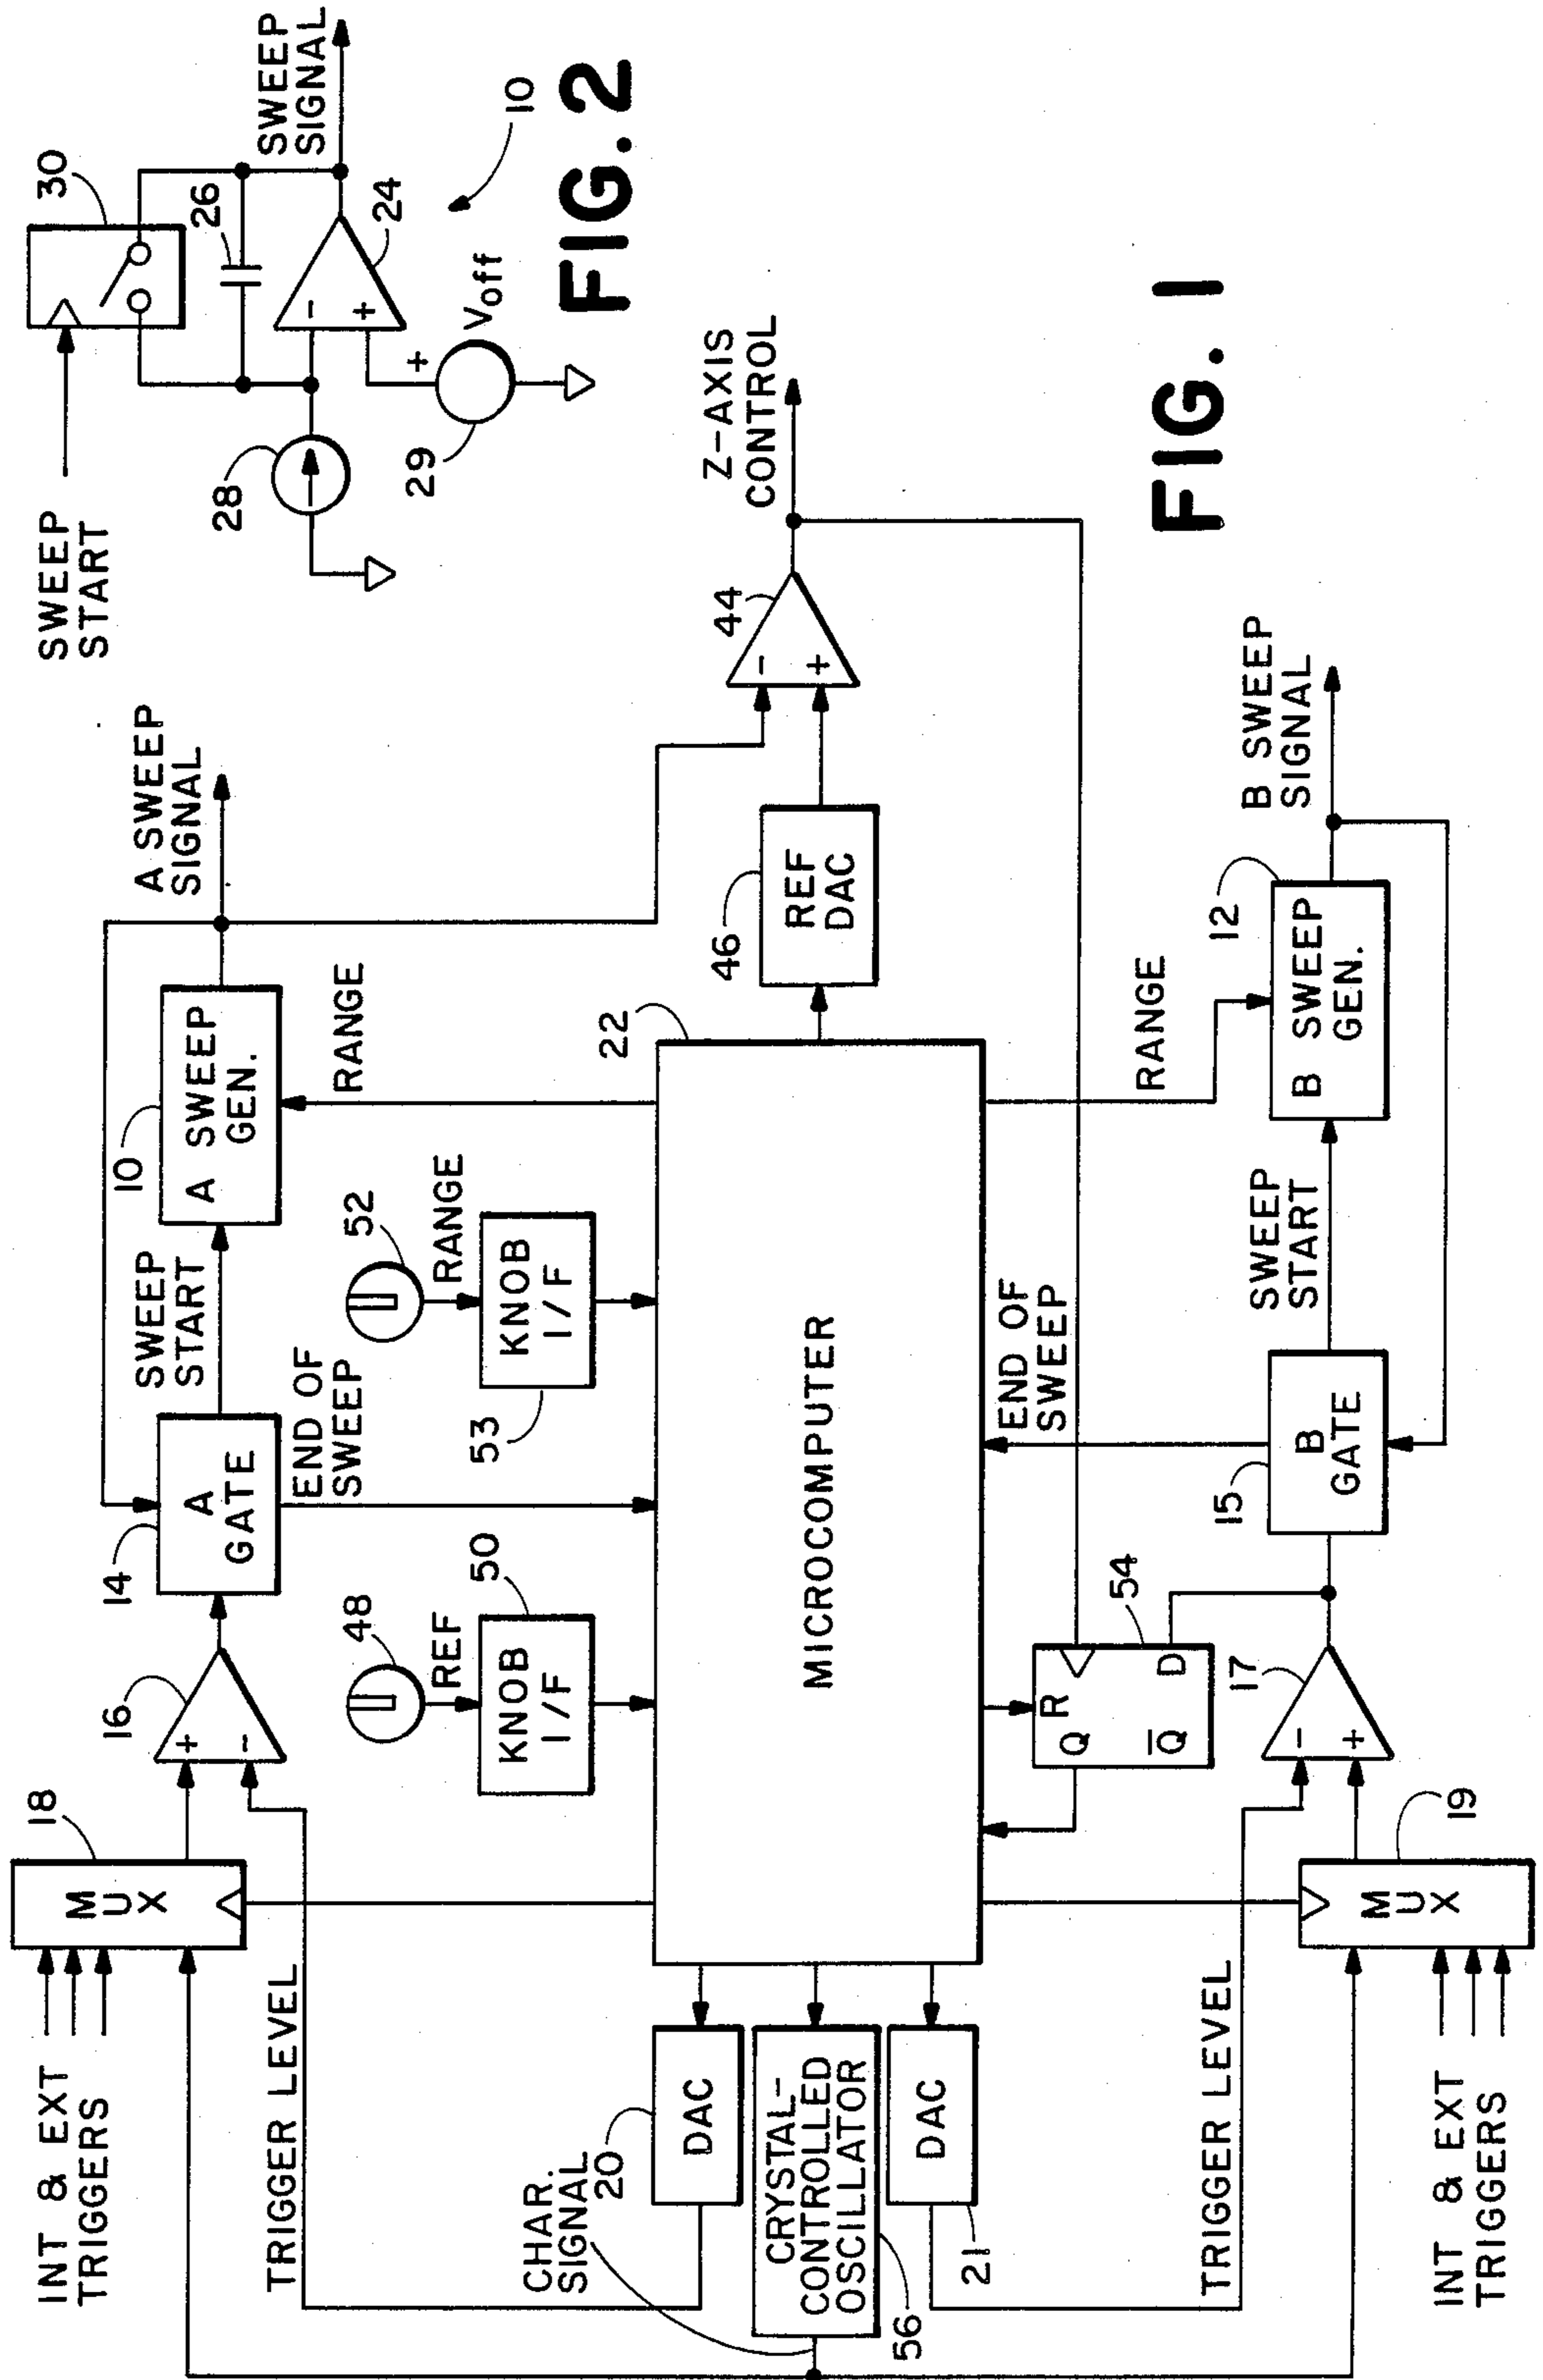 SWEEP
START
30
26
SWEEP
SIGNAL
24
-
+
28
+
29
Voff
10
FIG. 2
INT & EXT
TRIGGERS
18
MUX
16
+
-
14
A
GATE
SWEEP
START
10
A SWEEP
GEN.
A SWEEP
SIGNAL
TRIGGER LEVEL
END OF
SWEEP
RANGE
48
REF
50
KNOB
I/F
52
RANGE
53
KNOB
I/F
CHAR.
SIGNAL
20
DAC
CRYSTAL-
CONTROLLED
OSCILLATOR
56
DAC
21
22
MICROCOMPUTER
46
REF
DAC
44
-
+
Z-AXIS
CONTROL
R
Q
D
Q̅
54
END OF
SWEEP
RANGE
TRIGGER LEVEL
17
-
+
15
B
GATE
SWEEP
START
12
B SWEEP
GEN.
B SWEEP
SIGNAL
19
MUX
INT & EXT
TRIGGERS
FIG. 1